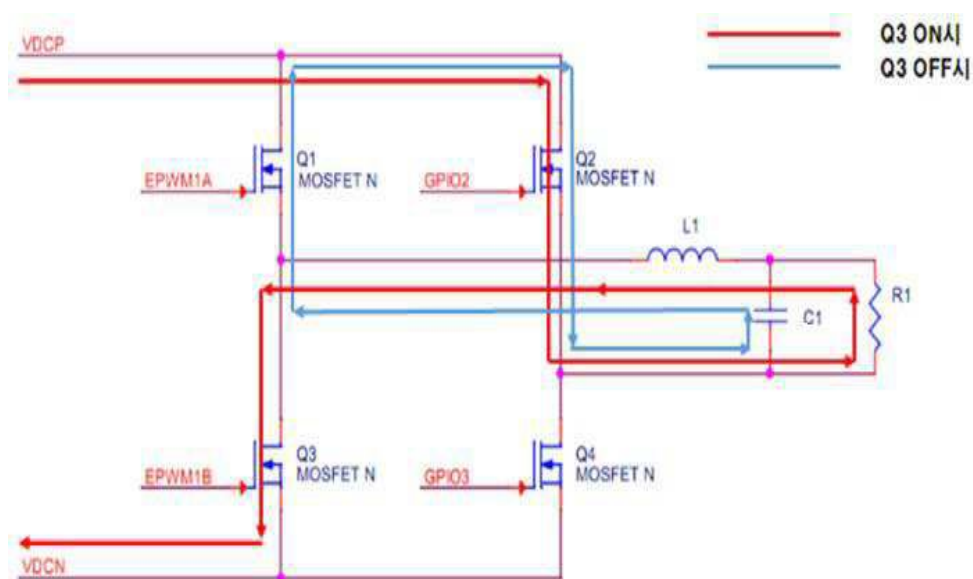 VDCP
Q3 ON시
Q3 OFF시
Q1
MOSFET N
EPWM1A
Q2
MOSFET N
GPIO2
L1
R1
C1
Q3
MOSFET N
EPWM1B
Q4
MOSFET N
GPIO3
VDCN